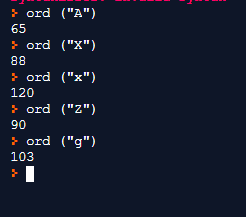 > ord ("A")
65
> ord ("X")
88
> ord ("x")
120
> ord ("Z")
90
> ord ("g")
103
>